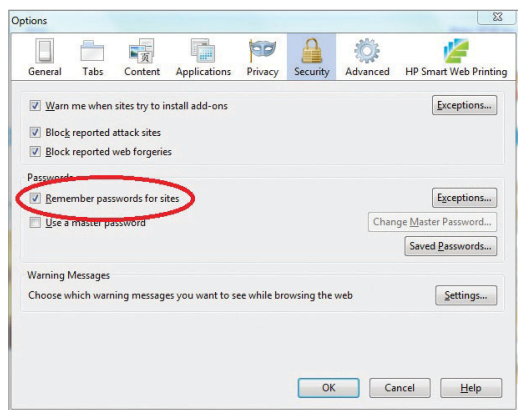 Options
General Tabs Content Applications Privacy Security Advanced HP Smart Web Printing
Warn me when sites try to install add-ons Exceptions...
Block reported attack sites
Block reported web forgeries
Passwords
Remember passwords for sites Exceptions...
Use a master password Change Master Password...
Saved Passwords...
Warning Messages
Choose which warning messages you want to see while browsing the web Settings...
OK Cancel Help